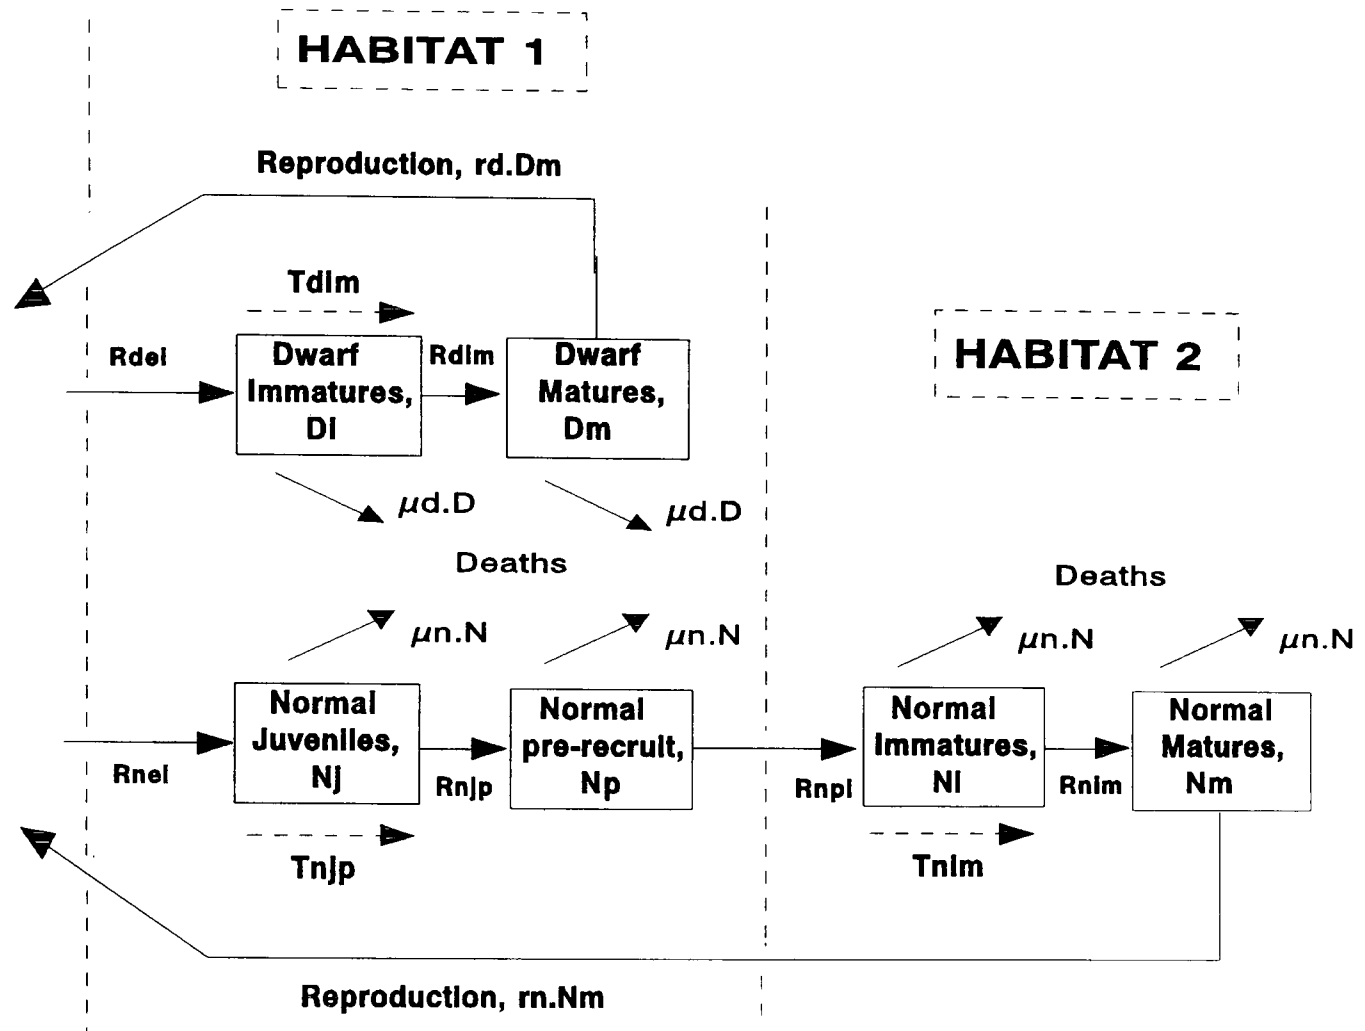 HABITAT 1
Reproduction, rd.Dm
Tdim
Rdei
Dwarf
Immatures,
Di
Rdim
Dwarf
Matures,
Dm
HABITAT 2
μd.D
μd.D
Deaths
Deaths
μn.N
μn.N
μn.N
μn.N
Rnei
Normal
Juveniles,
Nj
Rnjp
Normal
pre-recruit,
Np
Rnpi
Normal
Immatures,
Ni
Rnim
Normal
Matures,
Nm
Tnjp
Tnim
Reproduction, rn.Nm